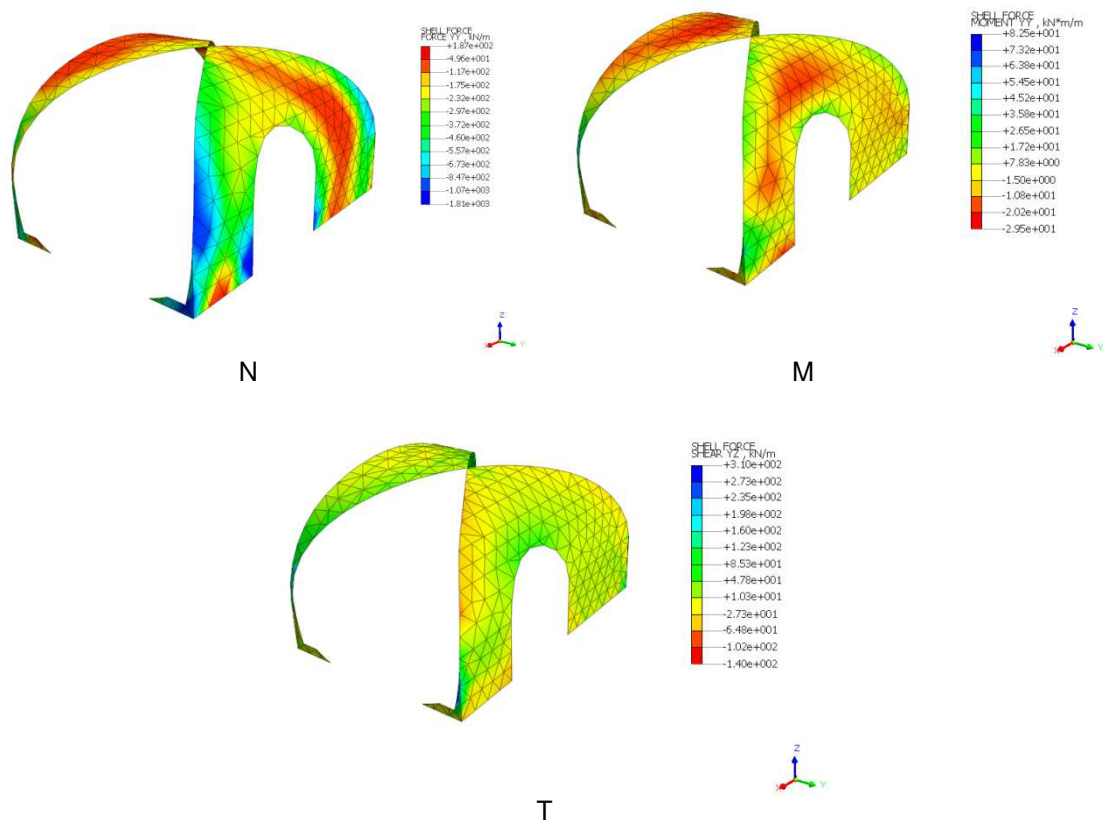 SHELL FORCE
FORCE YY , kN/m
+1.87e+002
-4.96e+001
-1.17e+002
-1.75e+002
-2.32e+002
-2.97e+002
-3.72e+002
-4.60e+002
-5.57e+002
-6.73e+002
-8.47e+002
-1.07e+003
-1.81e+003
Z
X
Y
N
SHELL FORCE
MOMENT YY , kN*m/m
+8.25e+001
+7.32e+001
+6.38e+001
+5.45e+001
+4.52e+001
+3.58e+001
+2.65e+001
+1.72e+001
+7.83e+000
-1.50e+000
-1.08e+001
-2.02e+001
-2.95e+001
Z
X
Y
M
SHELL FORCE
SHEAR YZ , kN/m
+3.10e+002
+2.73e+002
+2.35e+002
+1.98e+002
+1.60e+002
+1.23e+002
+8.53e+001
+4.78e+001
+1.03e+001
-2.73e+001
-6.48e+001
-1.02e+002
-1.40e+002
Z
X
Y
T